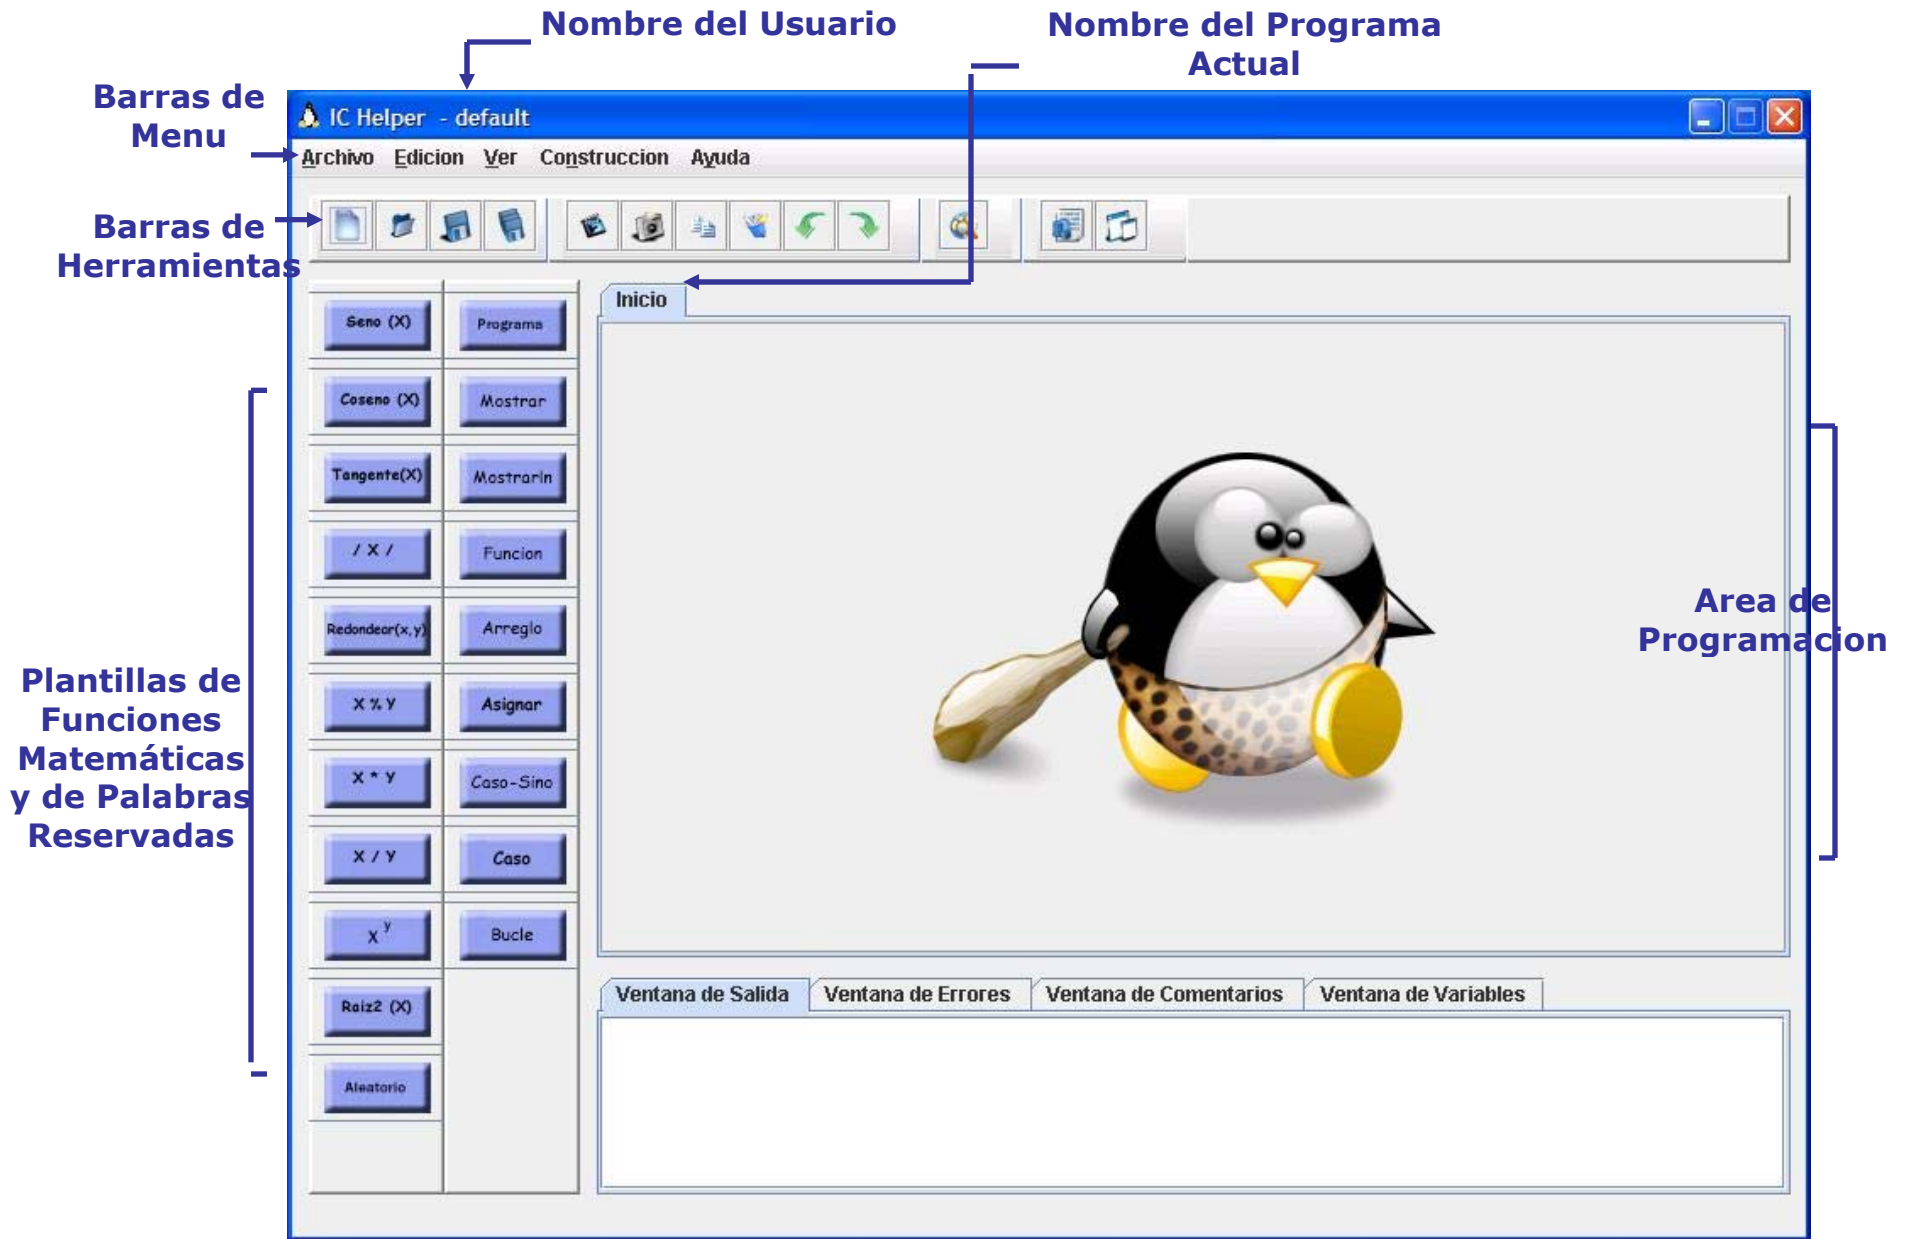 Nombre del Usuario
Nombre del Programa
Actual
Barras de
Menu
IC Helper - default
Archivo Edicion Ver Construccion Ayuda
Barras de
Herramientas
Inicio
Seno (X) Programa
Coseno (X) Mostrar
Tangente(X) Mostrarln
/ X / Funcion
Redondear(x,y) Arreglo
X % Y Asignar
X * Y Caso-Sino
X / Y Caso
X y Bucle
Raiz2 (X)
Aleatorio
Plantillas de
Funciones
Matemáticas
y de Palabras
Reservadas
Area de
Programacion
Ventana de Salida Ventana de Errores Ventana de Comentarios Ventana de Variables